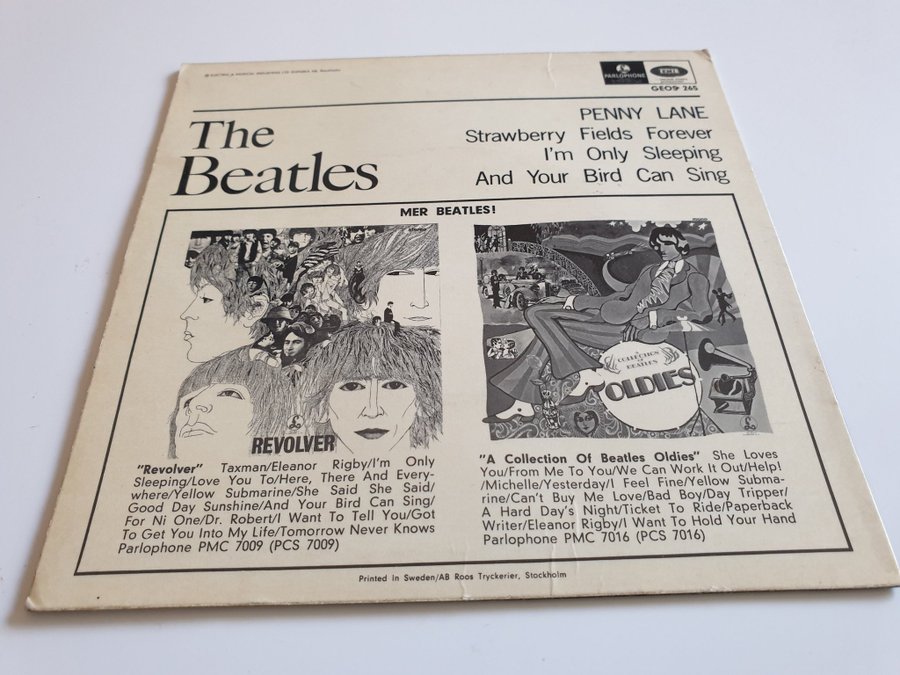 PARLOPHONE
EMI
GEOS 265
The
Beatles
PENNY LANE
Strawberry Fields Forever
I'm Only Sleeping
And Your Bird Can Sing
MER BEATLES!
REVOLVER
A COLLECTION OF BEATLES
OLDIES
"Revolver" Taxman/Eleanor Rigby/I'm Only
Sleeping/Love You To/Here, There And Every-
where/Yellow Submarine/She Said She Said/
Good Day Sunshine/And Your Bird Can Sing/
For Ni One/Dr. Robert/I Want To Tell You/Got
To Get You Into My Life/Tomorrow Never Knows
Parlophone PMC 7009 (PCS 7009)
"A Collection Of Beatles Oldies" She Loves
You/From Me To You/We Can Work It Out/Help!
/Michelle/Yesterday/I Feel Fine/Yellow Subma-
rine/Can't Buy Me Love/Bad Boy/Day Tripper/
A Hard Day's Night/Ticket To Ride/Paperback
Writer/Eleanor Rigby/I Want To Hold Your Hand
Parlophone PMC 7016 (PCS 7016)
Printed In Sweden/AB Roos Tryckerier, Stockholm